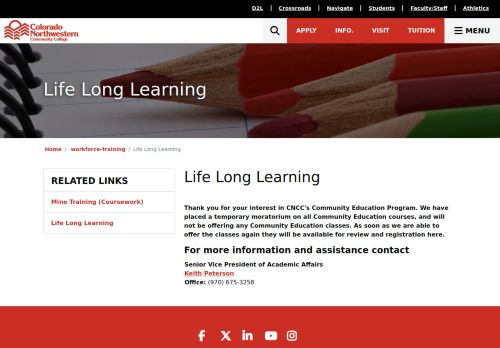 D2L | Crossroads | Navigate | Students | Faculty/Staff | Athletics
Colorado
Northwestern
Community College
APPLY INFO. VISIT TUITION MENU
Life Long Learning
Home / workforce-training / Life Long Learning
RELATED LINKS
Mine Training (Coursework)
Life Long Learning
Life Long Learning
Thank you for your interest in CNCC's Community Education Program. We have
placed a temporary moratorium on all Community Education courses, and will
not be offering any Community Education classes. As soon as we are able to
offer the classes again they will be available for review and registration here.
For more information and assistance contact
Senior Vice President of Academic Affairs
Keith Peterson
Office: (970) 675-3258